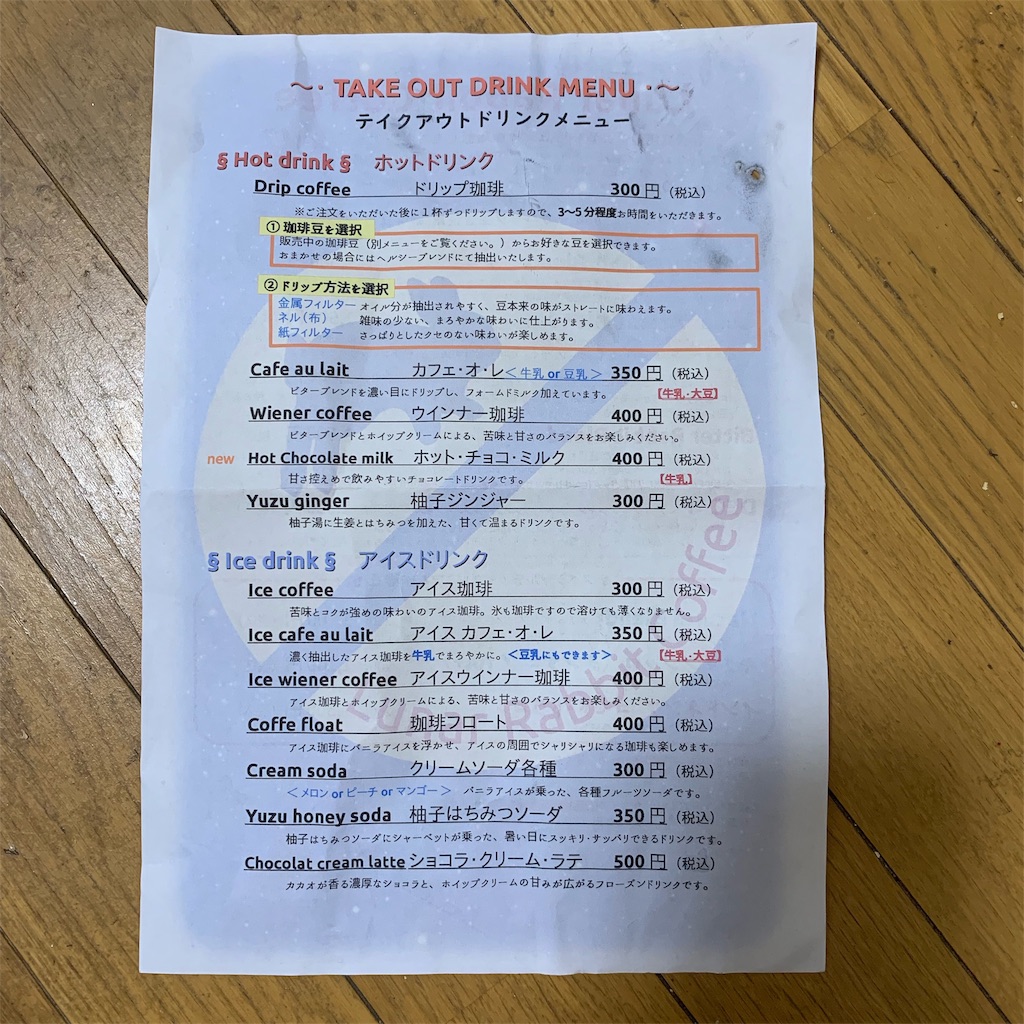 〜· TAKE OUT DRINK MENU ·〜
テイクアウトドリンクメニュー
§ Hot drink § ホットドリンク
Drip coffee ドリップ珈琲 300 円 (税込)
※ご注文をいただいた後に1杯ずつドリップしますので、3〜5分程度お時間をいただきます。
① 珈琲豆を選択
販売中の珈琲豆（別メニューをご覧ください。）からお好きな豆を選択できます。
おまかせの場合にはヘルシーブレンドにて抽出いたします。
② ドリップ方法を選択
金属フィルター オイル分が抽出されやすく、豆本来の味がストレートに味わえます。
ネル（布） 雑味の少ない、まろやかな味わいに仕上がります。
紙フィルター さっぱりとしたクセのない味わいが楽しめます。
Cafe au lait カフェ・オ・レ＜牛乳 or 豆乳＞ 350 円 (税込)
ビターブレンドを濃い目にドリップし、フォームドミルク加えています。 【牛乳・大豆】
Wiener coffee ウインナー珈琲 400 円 (税込)
ビターブレンドとホイップクリームによる、苦味と甘さのバランスをお楽しみください。
new Hot Chocolate milk ホット・チョコ・ミルク 400 円 (税込)
甘さ控えめで飲みやすいチョコレートドリンクです。 【牛乳】
Yuzu ginger 柚子ジンジャー 300 円 (税込)
柚子湯に生姜とはちみつを加えた、甘くて温まるドリンクです。
§ Ice drink § アイスドリンク
Ice coffee アイス珈琲 300 円 (税込)
苦味とコクが強めの味わいのアイス珈琲。氷も珈琲ですので溶けても薄くなりません。
Ice cafe au lait アイス カフェ・オ・レ 350 円 (税込)
濃く抽出したアイス珈琲を牛乳でまろやかに。＜豆乳にもできます＞ 【牛乳・大豆】
Ice wiener coffee アイスウインナー珈琲 400 円 (税込)
アイス珈琲とホイップクリームによる、苦味と甘さのバランスをお楽しみください。
Coffe float 珈琲フロート 400 円 (税込)
アイス珈琲にバニラアイスを浮かせ、アイスの周囲でシャリシャリになる珈琲も楽しめます。
Cream soda クリームソーダ各種 300 円 (税込)
＜メロン or ピーチ or マンゴー＞ バニラアイスが乗った、各種フルーツソーダです。
Yuzu honey soda 柚子はちみつソーダ 350 円 (税込)
柚子はちみつソーダにシャーベットが乗った、暑い日にスッキリ・サッパリできるドリンクです。
Chocolat cream latte ショコラ・クリーム・ラテ 500 円 (税込)
カカオが香る濃厚なショコラと、ホイップクリームの甘みが広がるフローズンドリンクです。
Lunar Rabbit Coffee